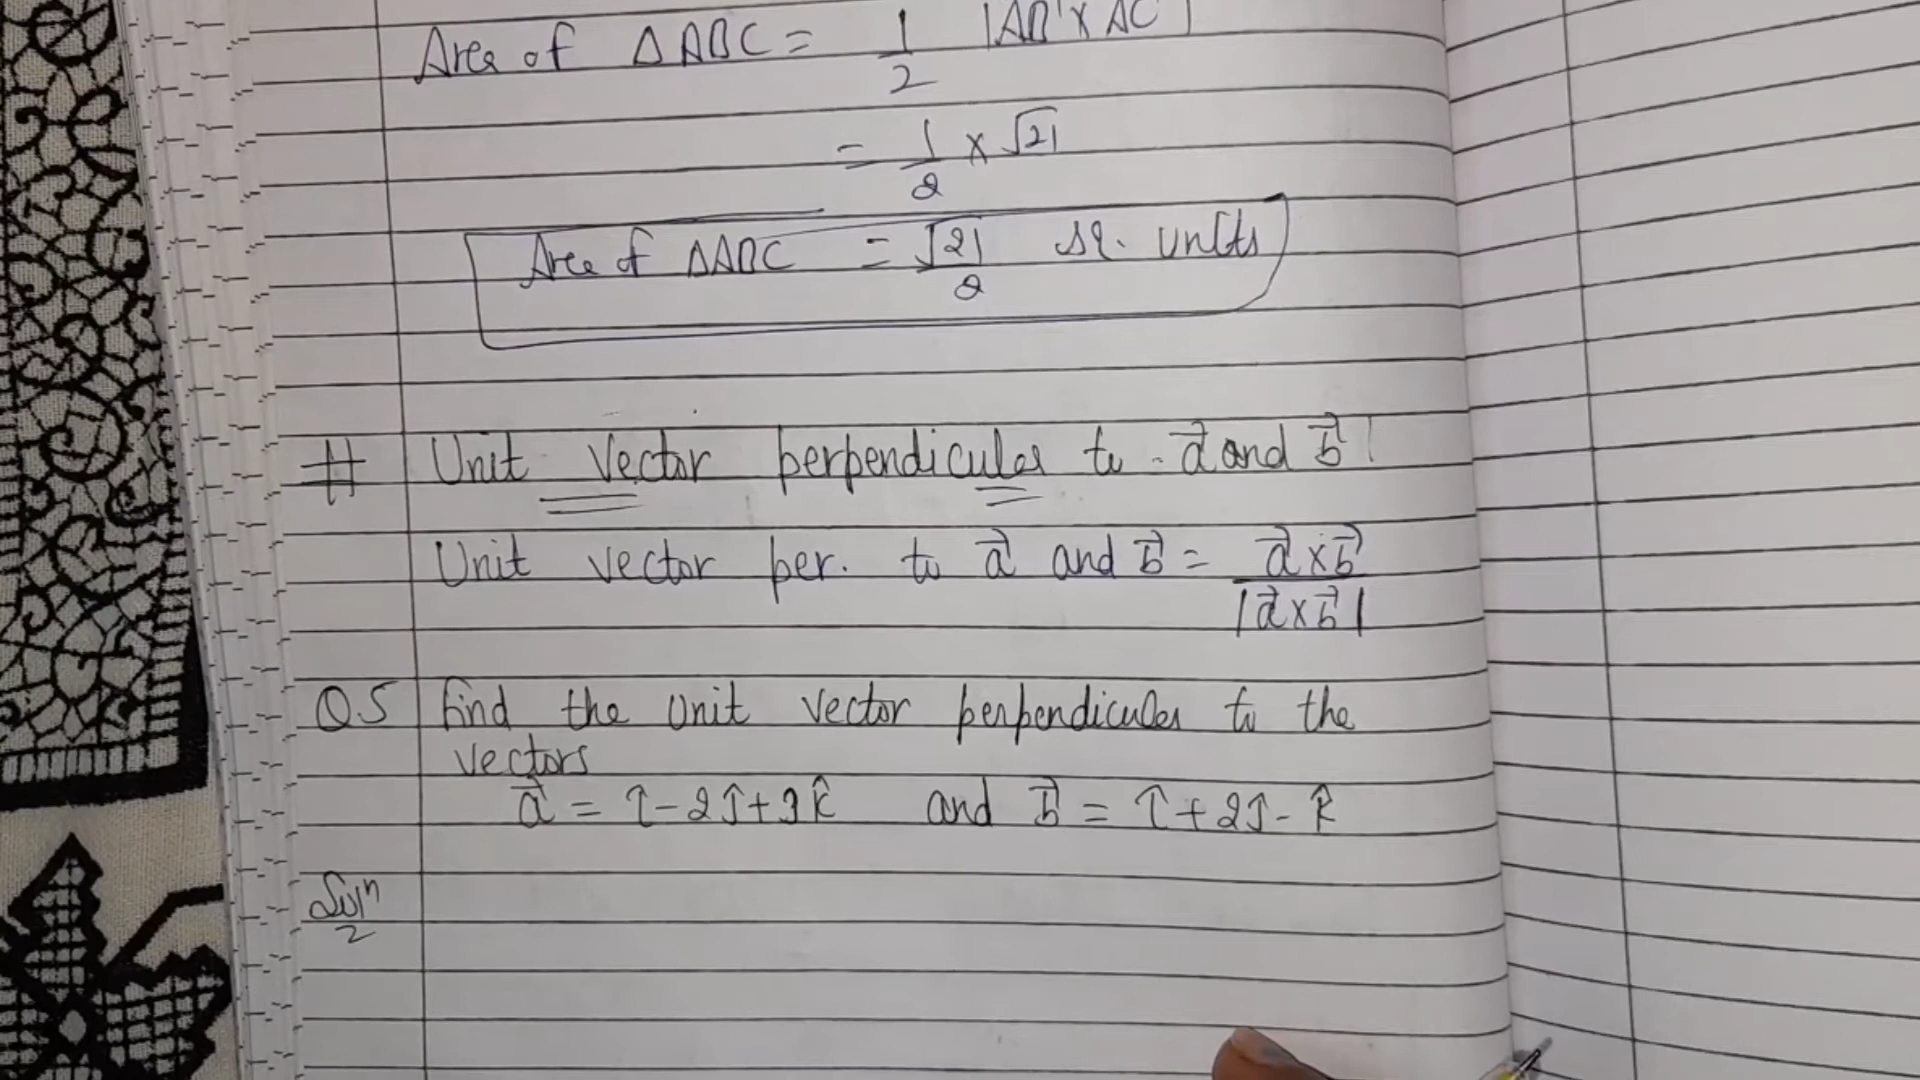 Area of Δ ABC = 1/2 |AB × AC|
= 1/2 × √21
Area of ΔABC = √21/2 sq. units
# Unit Vector perpendicular to a⃗ and b⃗
Unit vector per. to a⃗ and b⃗ = a⃗×b⃗/|a⃗×b⃗|
Q5 find the unit vector perpendicular to the
vectors
a⃗ = î - 2ĵ + 3k̂ and b⃗ = î + 2ĵ - k̂
Solⁿ